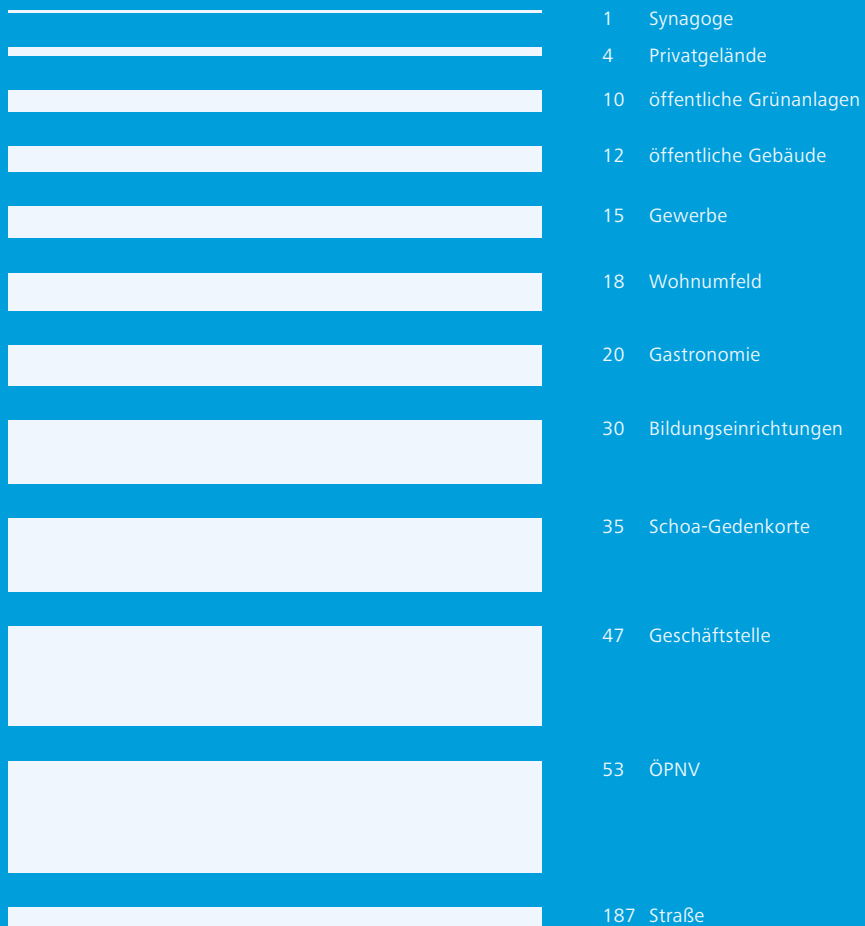 1 Synagoge
4 Privatgelände
10 öffentliche Grünanlagen
12 öffentliche Gebäude
15 Gewerbe
18 Wohnumfeld
20 Gastronomie
30 Bildungseinrichtungen
35 Schoa-Gedenkorte
47 Geschäftstelle
53 ÖPNV
187 Straße